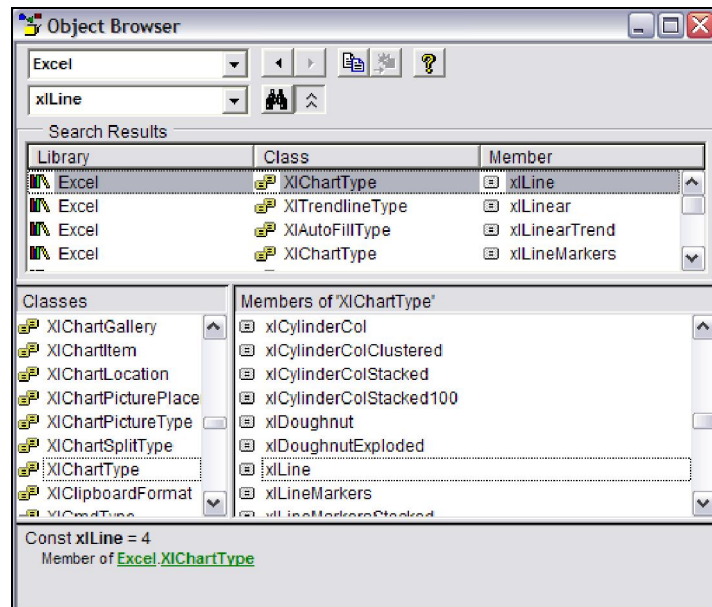 Object Browser
Excel
xlLine
Search Results
Library Class Member
Excel XlChartType xlLine
Excel XlTrendlineType xlLinear
Excel XlAutoFillType xlLinearTrend
Excel XlChartType xlLineMarkers
Classes
XlChartGallery
XlChartItem
XlChartLocation
XlChartPicturePlace
XlChartPictureType
XlChartSplitType
XlChartType
XlClipboardFormat
XlCmdType
Members of 'XlChartType'
xlCylinderCol
xlCylinderColClustered
xlCylinderColStacked
xlCylinderColStacked100
xlDoughnut
xlDoughnutExploded
xlLine
xlLineMarkers
xlLineMarkersStacked
Const xlLine = 4
Member of Excel.XlChartType